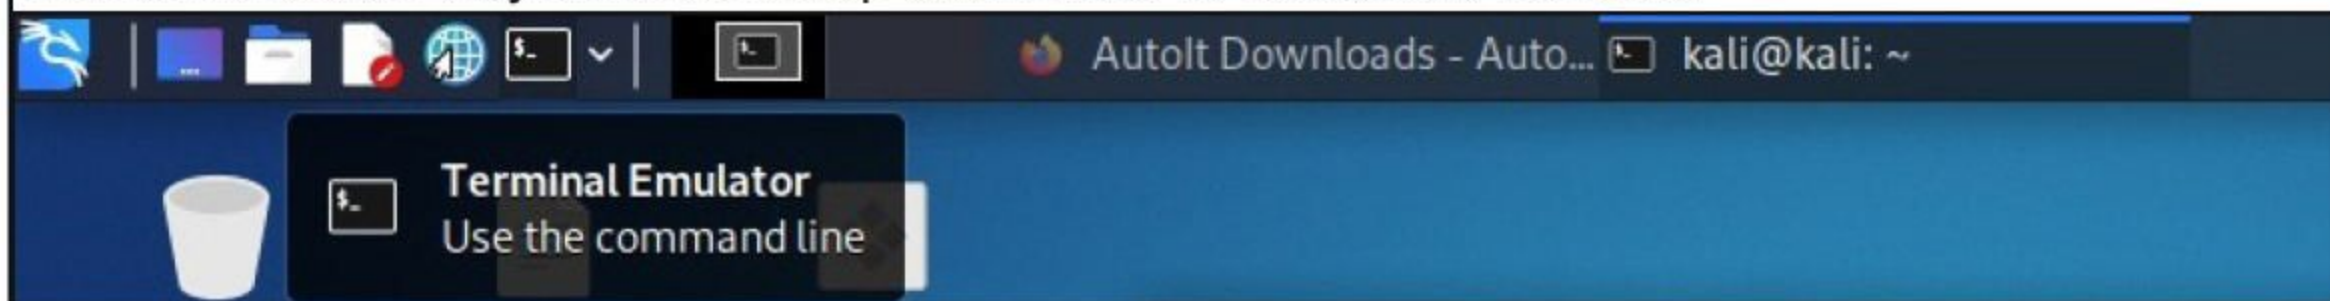 AutoIt Downloads - Auto...
kali@kali: ~
Terminal Emulator
Use the command line